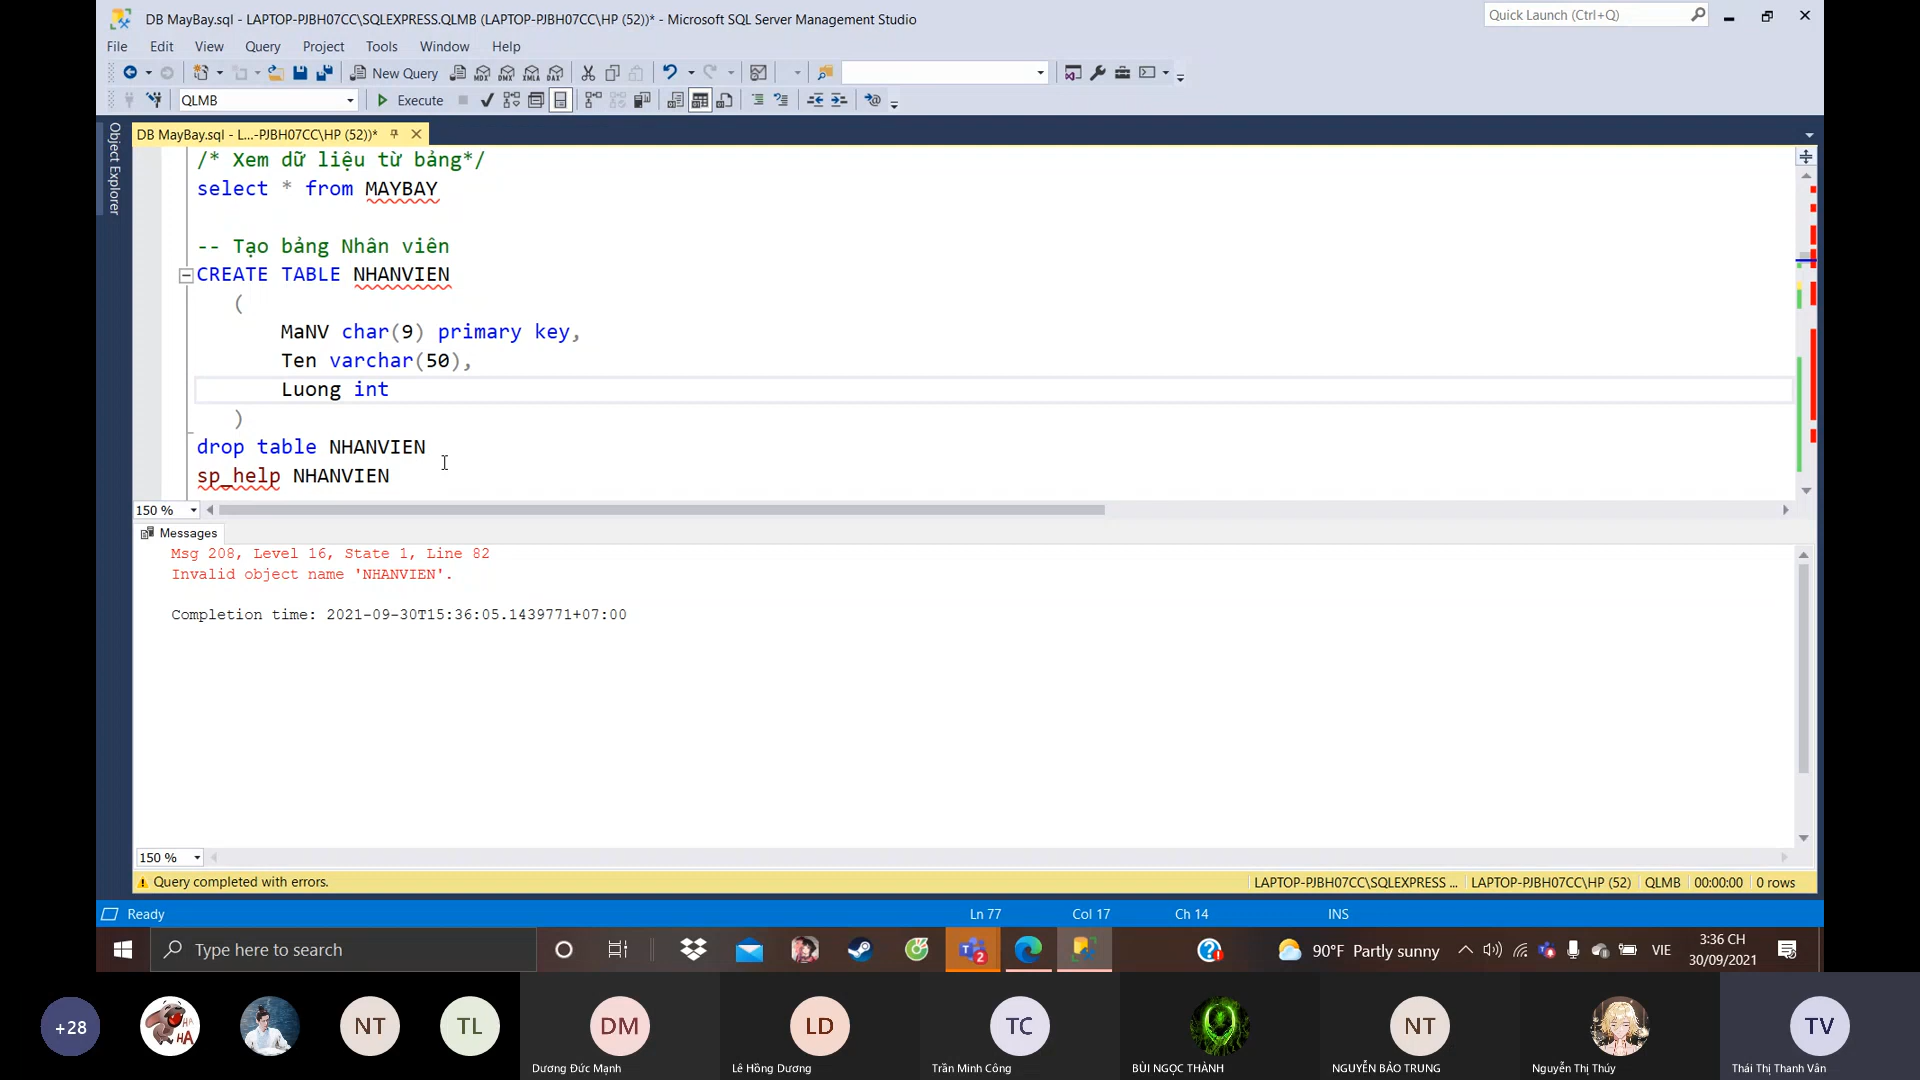 DB MayBay.sql - LAPTOP-PJBH07CC\SQLEXPRESS.QLMB (LAPTOP-PJBH07CC\HP (52))* - Microsoft SQL Server Management Studio
Quick Launch (Ctrl+Q)
File Edit View Query Project Tools Window Help
New Query
MDX DMX XMLA DAX
QLMB
Execute
Object Explorer
DB MayBay.sql - L...-PJBH07CC\HP (52))*
/* Xem dữ liệu từ bảng*/
select * from MAYBAY
-- Tạo bảng Nhân viên
CREATE TABLE NHANVIEN
(
MaNV char(9) primary key,
Ten varchar(50),
Luong int
)
drop table NHANVIEN
sp_help NHANVIEN
150 %
Messages
Msg 208, Level 16, State 1, Line 82
Invalid object name 'NHANVIEN'.
Completion time: 2021-09-30T15:36:05.1439771+07:00
150 %
Query completed with errors.
LAPTOP-PJBH07CC\SQLEXPRESS ... LAPTOP-PJBH07CC\HP (52) QLMB 00:00:00 0 rows
Ready
Ln 77 Col 17 Ch 14 INS
Type here to search
2
90°F Partly sunny
VIE
3:36 CH
30/09/2021
+28
HA
HA
NT
TL
DM
LD
TC
NT
TV
Dương Đức Mạnh
Lê Hồng Dương
Trần Minh Công
BÙI NGỌC THÀNH
NGUYỄN BẢO TRUNG
Nguyễn Thị Thúy
Thái Thị Thanh Vân